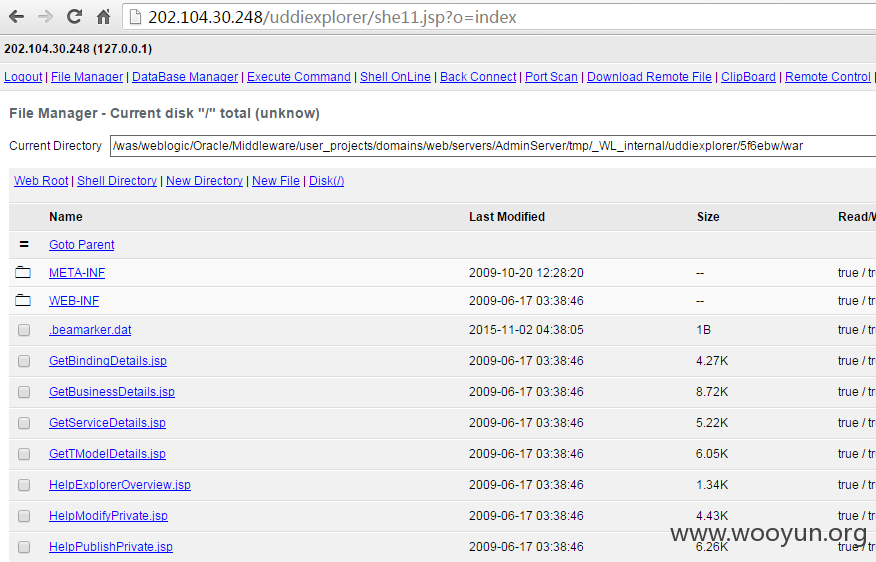 202.104.30.248/uddiexplorer/she11.jsp?o=index
202.104.30.248 (127.0.0.1)
Logout | File Manager | DataBase Manager | Execute Command | Shell OnLine | Back Connect | Port Scan | Download Remote File | ClipBoard | Remote Control |
File Manager - Current disk "/" total (unknow)
Current Directory /was/weblogic/Oracle/Middleware/user_projects/domains/web/servers/AdminServer/tmp/_WL_internal/uddiexplorer/5f6ebw/war
Web Root | Shell Directory | New Directory | New File | Disk(/)
Name Last Modified Size Read/W
= Goto Parent
META-INF 2009-10-20 12:28:20 -- true / tr
WEB-INF 2009-06-17 03:38:46 -- true / tr
.beamarker.dat 2015-11-02 04:38:05 1B true / tr
GetBindingDetails.jsp 2009-06-17 03:38:46 4.27K true / tr
GetBusinessDetails.jsp 2009-06-17 03:38:46 8.72K true / tr
GetServiceDetails.jsp 2009-06-17 03:38:46 5.22K true / tr
GetTModelDetails.jsp 2009-06-17 03:38:46 6.05K true / tr
HelpExplorerOverview.jsp 2009-06-17 03:38:46 1.34K true / tr
HelpModifyPrivate.jsp 2009-06-17 03:38:46 4.43K true / tr
www.wooyun.org
HelpPublishPrivate.jsp 2009-06-17 03:38:46 6.26K true / tr